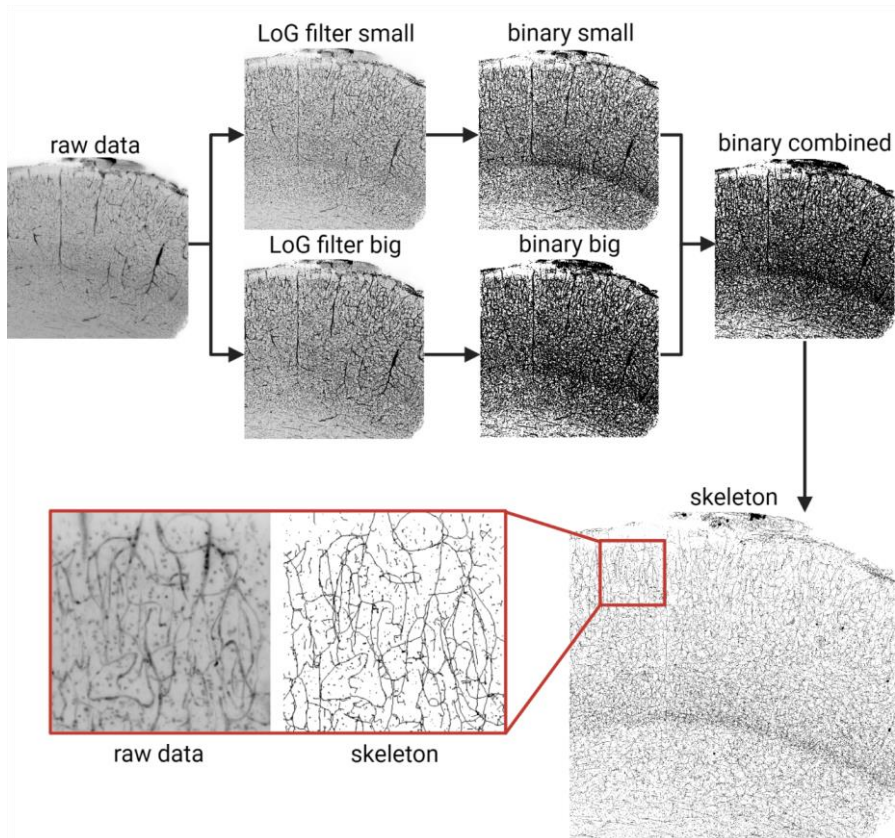 LoG filter small
binary small
raw data
binary combined
LoG filter big
binary big
skeleton
raw data
skeleton